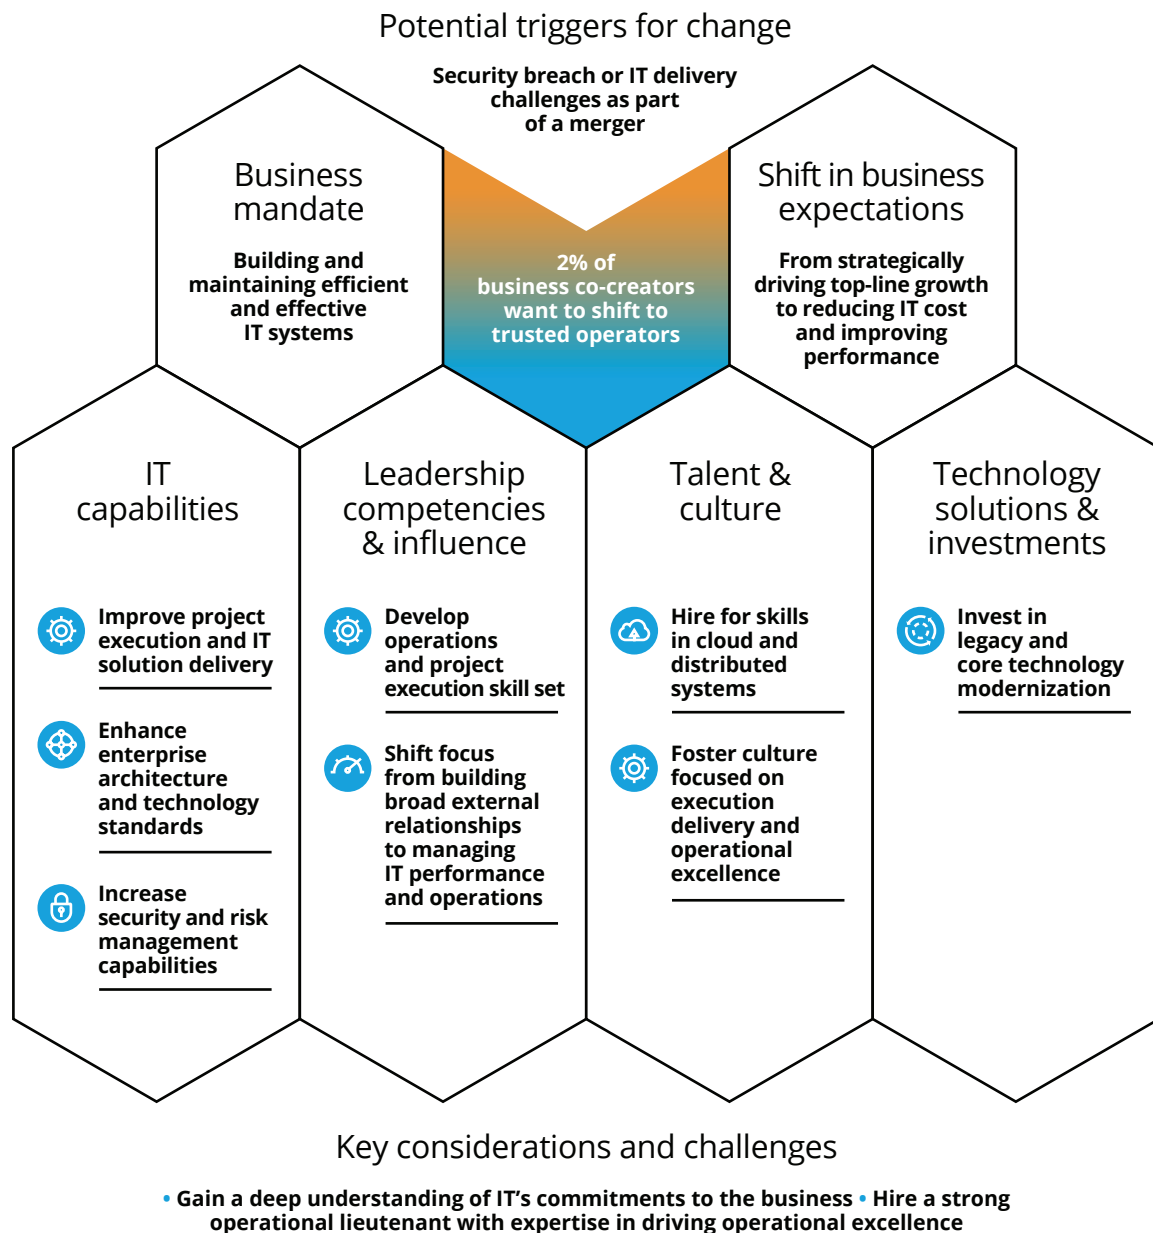 Potential triggers for change
Security breach or IT delivery
challenges as part
of a merger
Business
mandate
Building and
maintaining efficient
and effective
IT systems
2% of
business co-creators
want to shift to
trusted operators
Shift in business
expectations
From strategically
driving top-line growth
to reducing IT cost
and improving
performance
IT
capabilities
Improve project
execution and IT
solution delivery
Enhance
enterprise
architecture
and technology
standards
Increase
security and risk
management
capabilities
Leadership
competencies
& influence
Develop
operations
and project
execution skill set
Shift focus
from building
broad external
relationships
to managing
IT performance
and operations
Talent &
culture
Hire for skills
in cloud and
distributed
systems
Foster culture
focused on
execution
delivery and
operational
excellence
Technology
solutions &
investments
Invest in
legacy and
core technology
modernization
Key considerations and challenges
• Gain a deep understanding of IT’s commitments to the business • Hire a strong
operational lieutenant with expertise in driving operational excellence